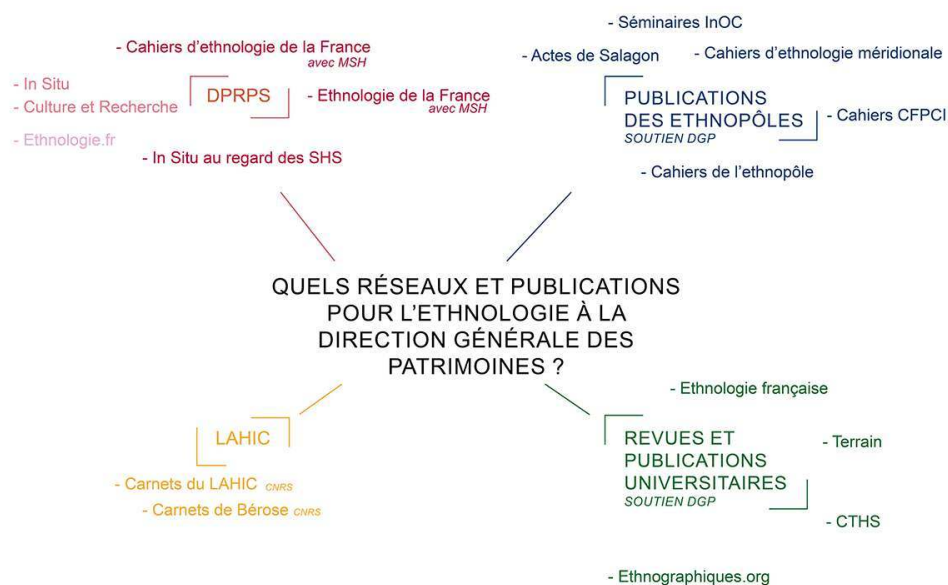 - Cahiers d'ethnologie de la France
avec MSH
- In Situ
- Culture et Recherche
- Ethnologie.fr
DPRPS
- Ethnologie de la France
avec MSH
- In Situ au regard des SHS
- Séminaires InOC
- Actes de Salagon
- Cahiers d'ethnologie méridionale
PUBLICATIONS
DES ETHNOPÔLES
SOUTIEN DGP
- Cahiers CFPCI
- Cahiers de l'ethnopôle
QUELS RÉSEAUX ET PUBLICATIONS
POUR L'ETHNOLOGIE À LA
DIRECTION GÉNÉRALE DES
PATRIMOINES ?
LAHIC
- Carnets du LAHIC CNRS
- Carnets de Bérose CNRS
- Ethnologie française
REVUES ET
PUBLICATIONS
UNIVERSITAIRES
SOUTIEN DGP
- Terrain
- CTHS
- Ethnographiques.org